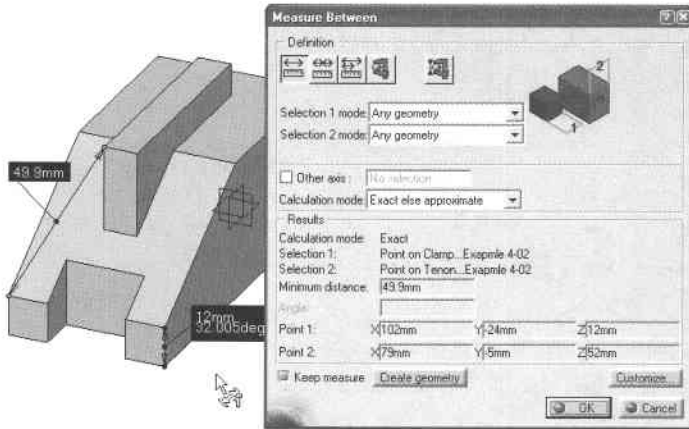 Measure Between
Definition
Selection 1 mode: Any geometry
Selection 2 mode: Any geometry
2
1
Other axis : No selection
Calculation mode: Exact else approximate
Results
Calculation mode: Exact
Selection 1: Point on Clamp...Exapmle 4-02
Selection 2: Point on Tenon...Exapmle 4-02
Minimum distance: 49.9mm
Angle:
Point 1: X 102mm Y -24mm Z 12mm
Point 2: X 79mm Y -5mm Z 52mm
Keep measure Create geometry Customize...
OK Cancel
49.9mm
12mm
32.005deg